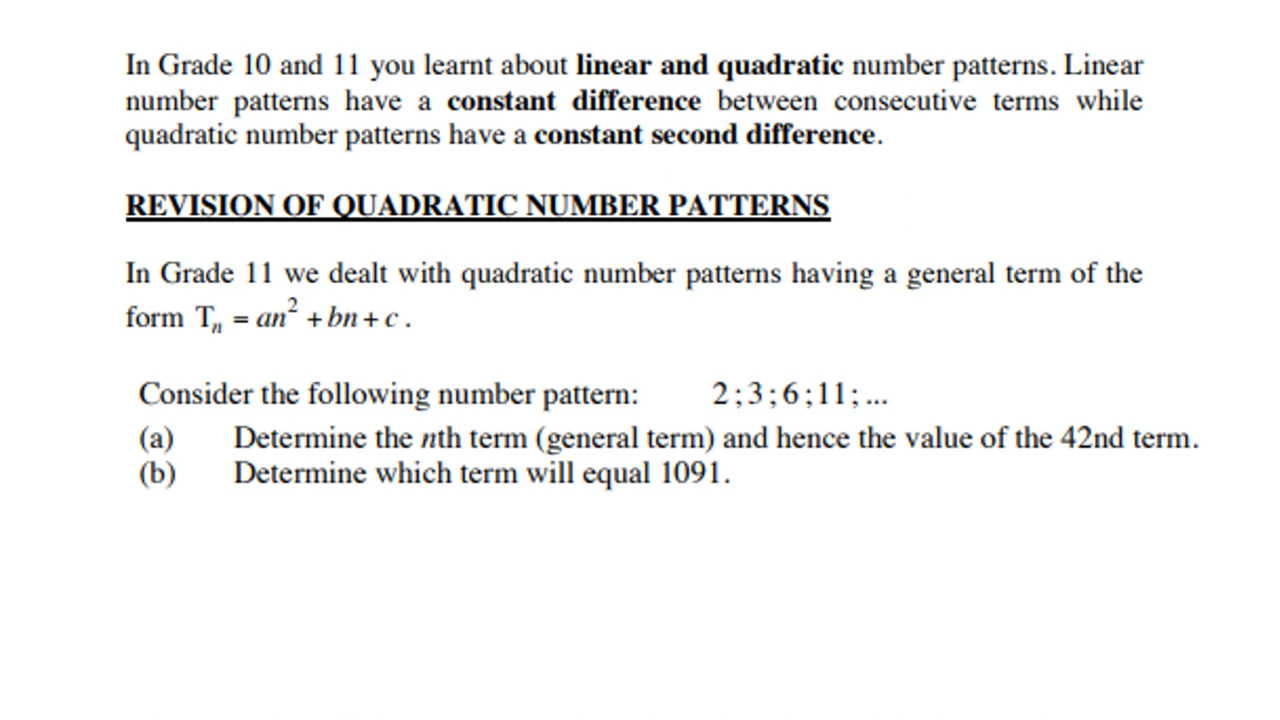 In Grade 10 and 11 you learnt about linear and quadratic number patterns. Linear
number patterns have a constant difference between consecutive terms while
quadratic number patterns have a constant second difference.
REVISION OF QUADRATIC NUMBER PATTERNS
In Grade 11 we dealt with quadratic number patterns having a general term of the
form Tₙ = an² + bn + c .
Consider the following number pattern: 2 ; 3 ; 6 ; 11 ; ...
(a) Determine the nth term (general term) and hence the value of the 42nd term.
(b) Determine which term will equal 1091.